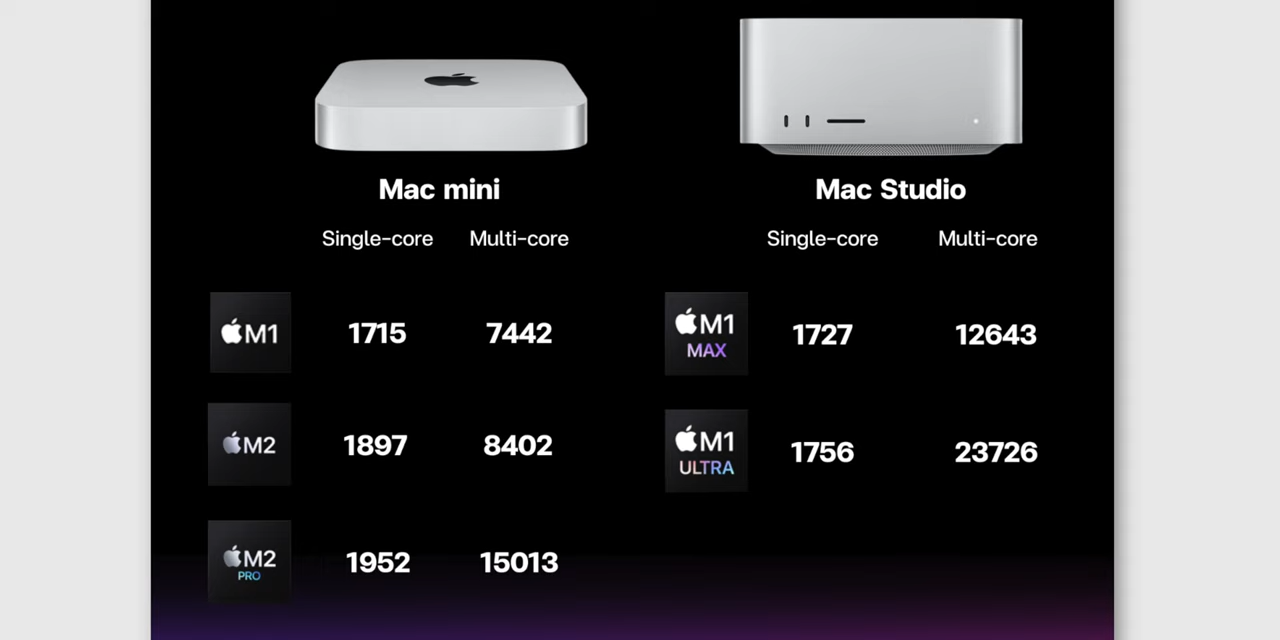 Mac mini
Single-core Multi-core
M1 1715 7442
M2 1897 8402
M2 PRO 1952 15013
Mac Studio
Single-core Multi-core
M1 MAX 1727 12643
M1 ULTRA 1756 23726